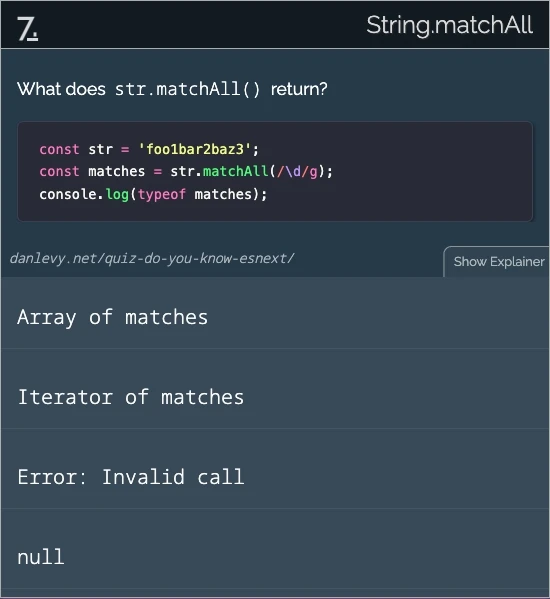 7.
String.matchAll
What does str.matchAll() return?
const str = 'foo1bar2baz3';
const matches = str.matchAll(/\d/g);
console.log(typeof matches);
danlevy.net/quiz-do-you-know-esnext/
Show Explainer
Array of matches
Iterator of matches
Error: Invalid call
null